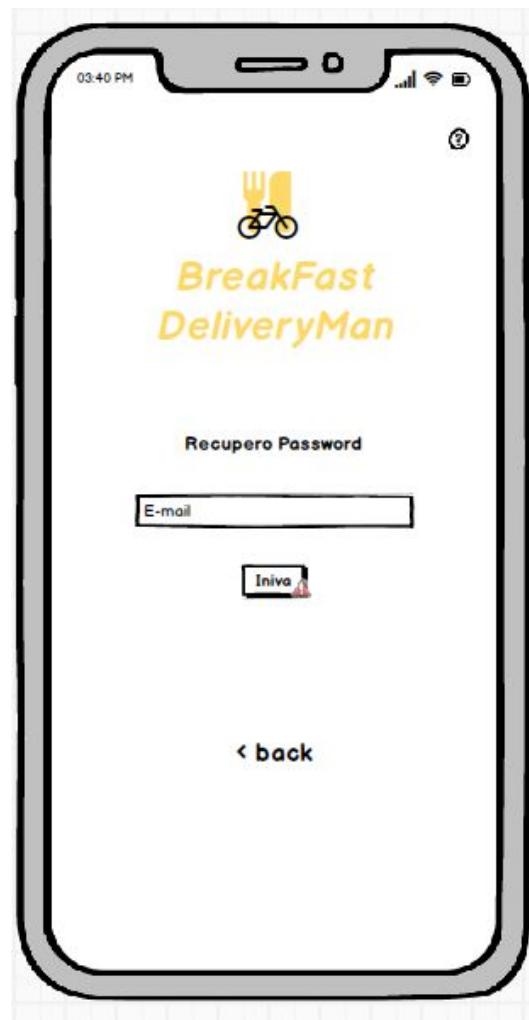 03:40 PM
?
BreakFast
DeliveryMan
Recupero Password
E-mail
Iniva
< back